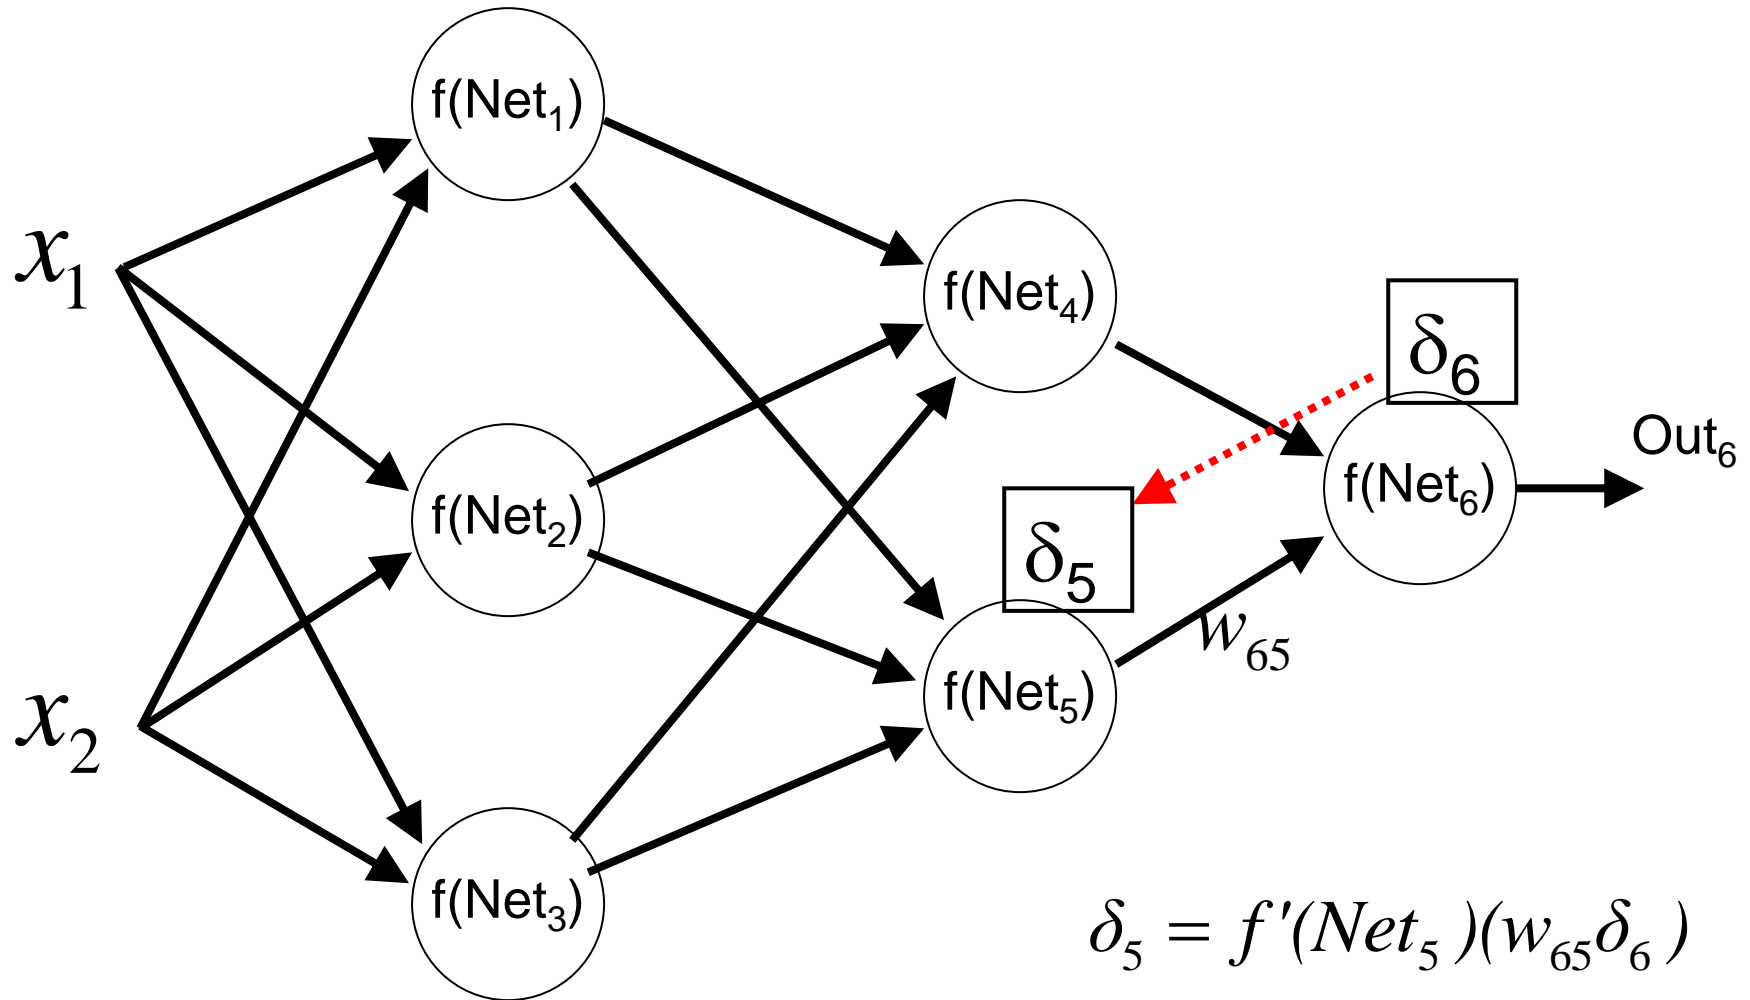 f(Net₁)
x₁
f(Net₄)
δ₆
Out₆
f(Net₂)
f(Net₆)
δ₅
w₆₅
x₂
f(Net₅)
f(Net₃)
δ₅ = f'(Net₅)(w₆₅δ₆)